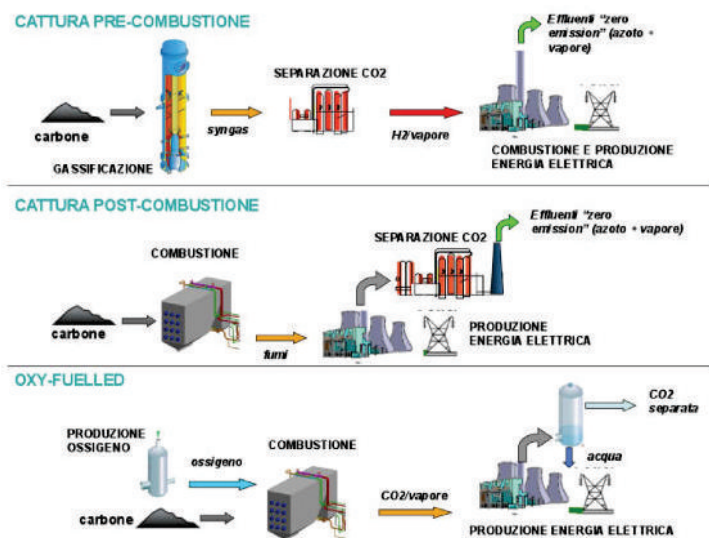 CATTURA PRE-COMBUSTIONE
Effluenti "zero
emission" (azoto +
vapore)
SEPARAZIONE CO2
carbone
syngas
H2/vapore
GASSIFICAZIONE
COMBUSTIONE E PRODUZIONE
ENERGIA ELETTRICA
CATTURA POST-COMBUSTIONE
Effluenti "zero
emission" (azoto + vapore)
SEPARAZIONE CO2
COMBUSTIONE
carbone
fumi
PRODUZIONE
ENERGIA ELETTRICA
OXY-FUELLED
CO2
separata
PRODUZIONE
OSSIGENO
ossigeno
COMBUSTIONE
acqua
carbone
CO2/vapore
PRODUZIONE ENERGIA ELETTRICA